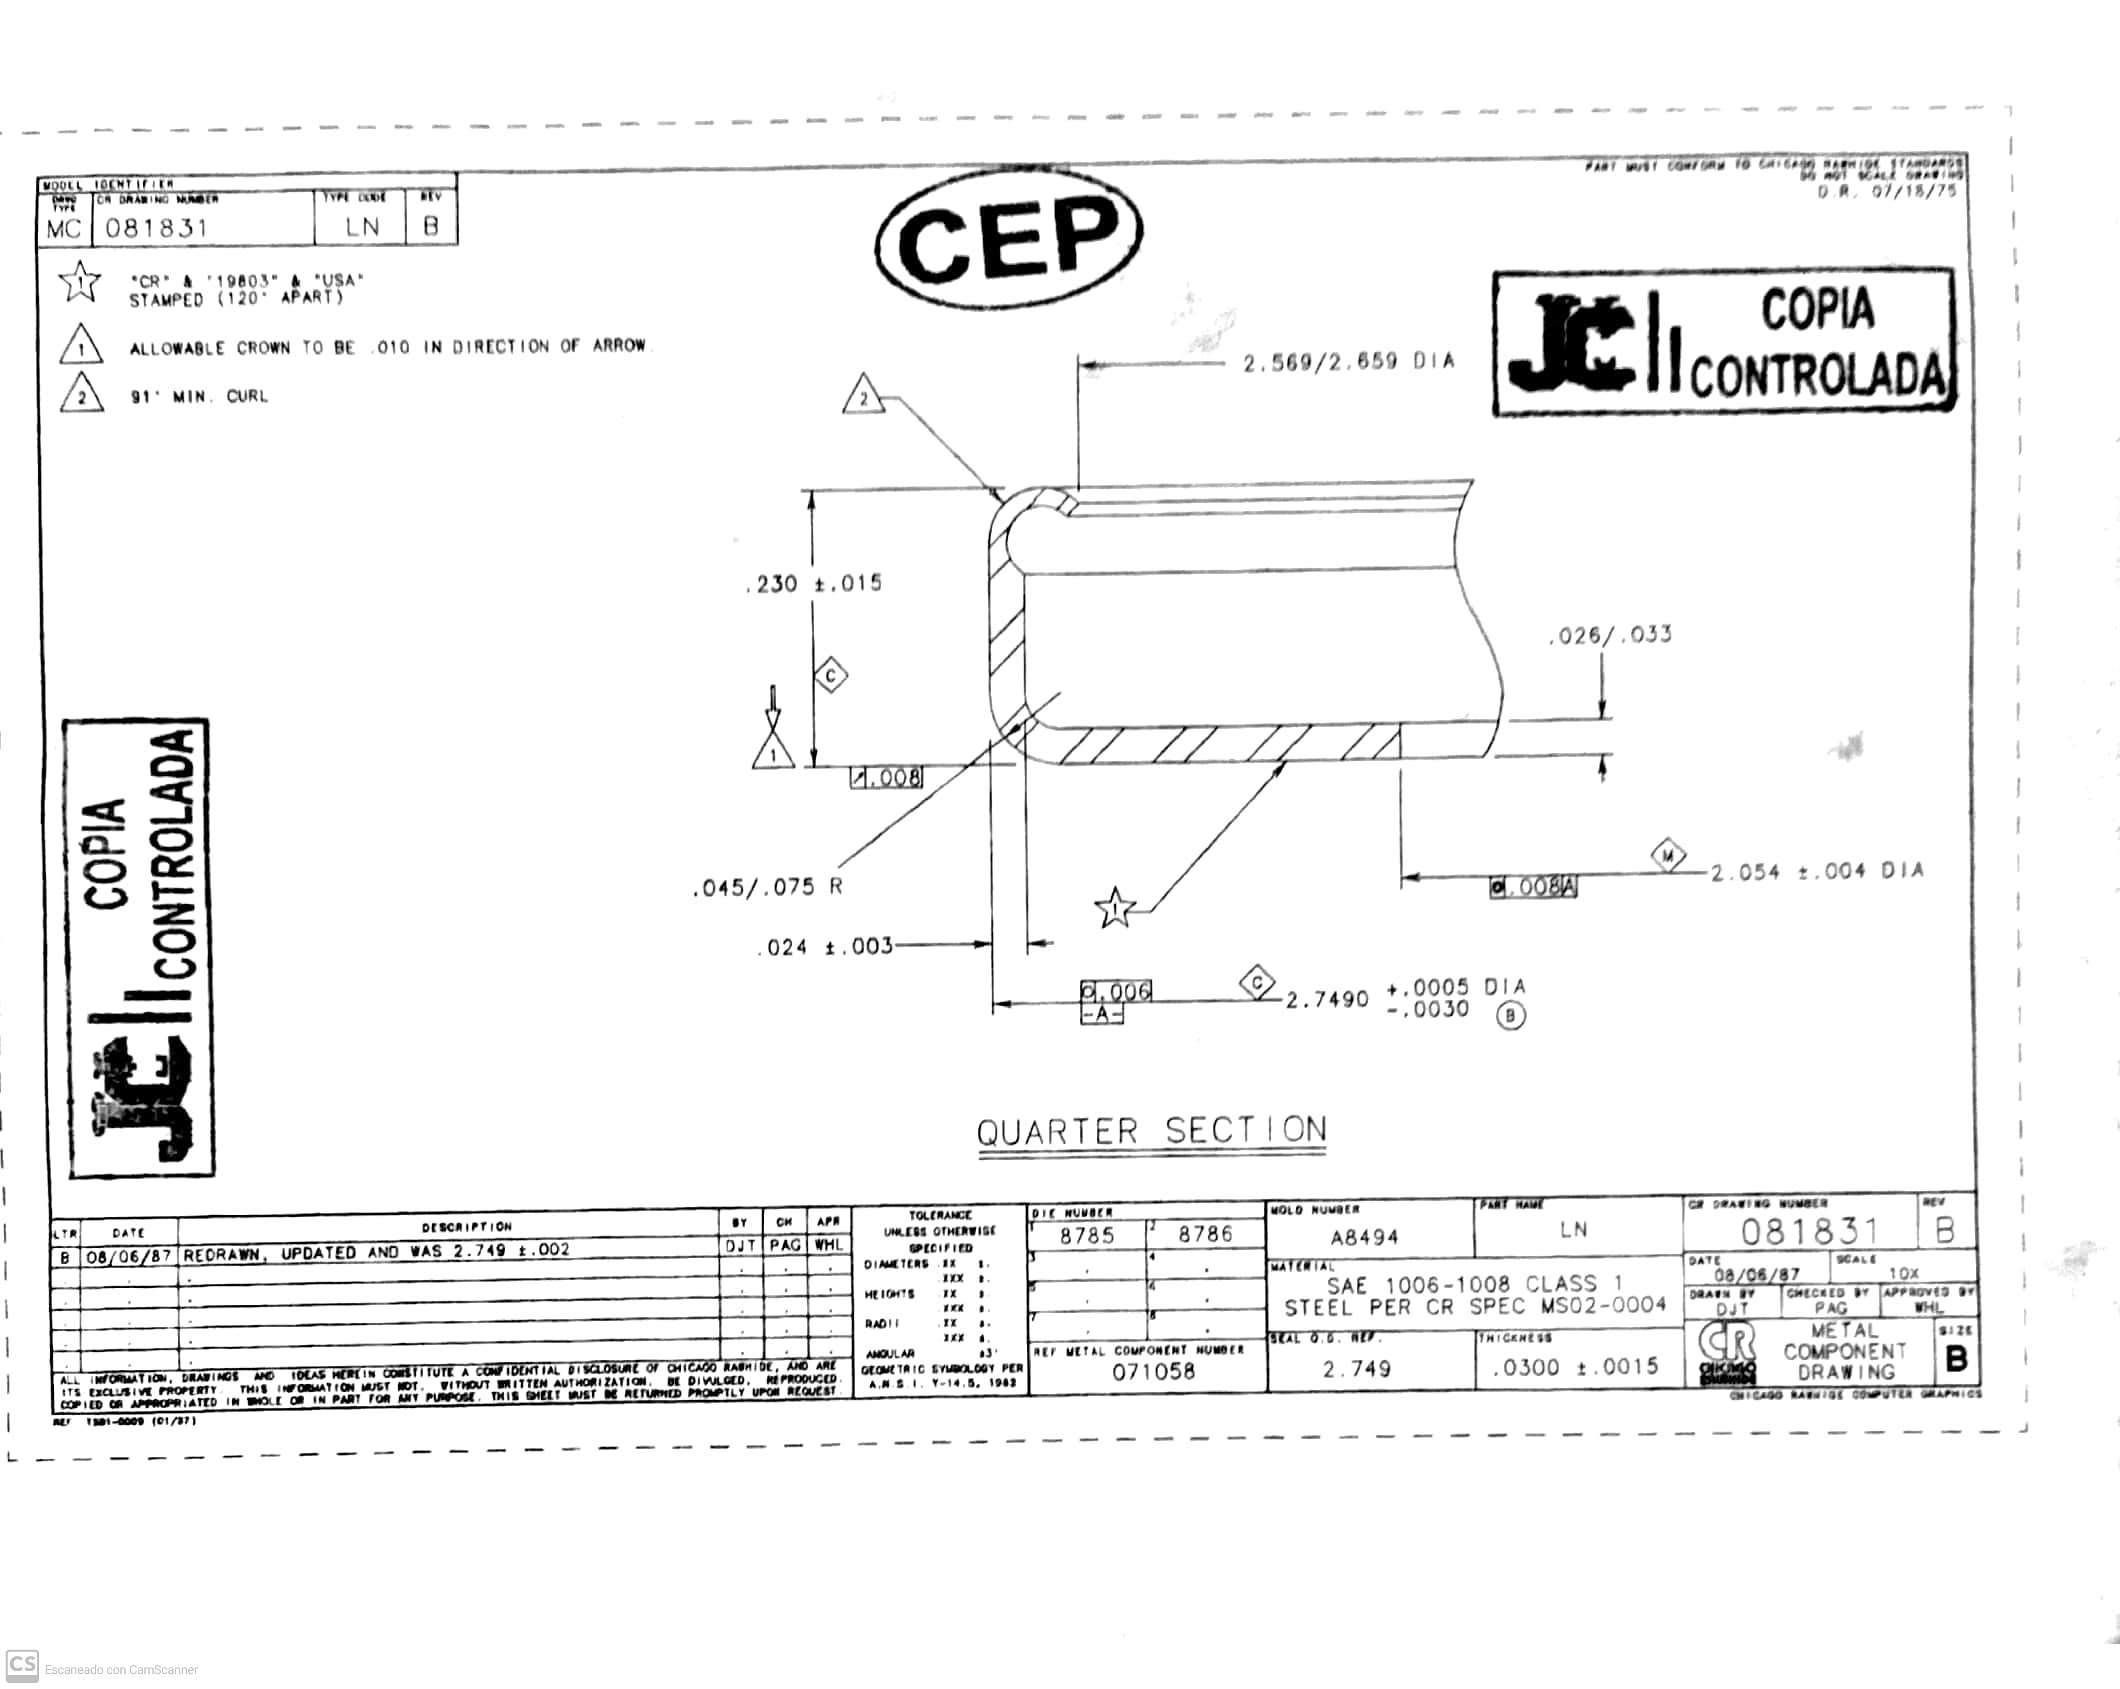 PART MUST CONFORM TO CHICAGO RAWHIDE STANDARDS
DO NOT SCALE DRAWING
D.R. 07/18/75
MODEL IDENTIFIER
DRWG TYPE
CR DRAWING NUMBER
TYPE CODE
REV
MC
081831
LN
B
CEP
JC
COPIA
CONTROLADA
1
"CR" & "19803" & "USA"
STAMPED (120° APART)
1
ALLOWABLE CROWN TO BE .010 IN DIRECTION OF ARROW.
2
91° MIN. CURL
2.569/2.659 DIA
2
.230 ±.015
C
.026/.033
1
.008
M
2.054 ±.004 DIA
.008 A
.045/.075 R
1
.024 ±.003
.006
-A-
C
2.7490 +.0005 DIA
-.0030
B
COPIA
CONTROLADA
JC
QUARTER SECTION
LTR
DATE
DESCRIPTION
BY
CH
APR
B
08/06/87
REDRAWN, UPDATED AND WAS 2.749 ±.002
DJT
PAG
WHL
ALL INFORMATION, DRAWINGS AND IDEAS HEREIN CONSTITUTE A CONFIDENTIAL DISCLOSURE OF CHICAGO RAWHIDE, AND ARE
ITS EXCLUSIVE PROPERTY. THIS INFORMATION MUST NOT, WITHOUT WRITTEN AUTHORIZATION, BE DIVULGED, REPRODUCED,
COPIED OR APPROPRIATED IN WHOLE OR IN PART FOR ANY PURPOSE. THIS SHEET MUST BE RETURNED PROMPTLY UPON REQUEST.
TOLERANCE
UNLESS OTHERWISE
SPECIFIED
DIAMETERS .XX ±.
.XXX ±.
HEIGHTS .XX ±.
.XXX ±.
RADII .XX ±.
.XXX ±.
ANGULAR ±3°
GEOMETRIC SYMBOLOGY PER
A.N.S.I. Y-14.5, 1982
DIE NUMBER
1
8785
2
8786
3
4
5
6
7
8
REF METAL COMPONENT NUMBER
071058
MOLD NUMBER
A8494
PART NAME
LN
MATERIAL
SAE 1006-1008 CLASS 1
STEEL PER CR SPEC MS02-0004
SEAL O.D. REF.
2.749
THICKNESS
.0300 ±.0015
CR DRAWING NUMBER
081831
REV
B
DATE
08/06/87
SCALE
10X
DRAWN BY
DJT
CHECKED BY
PAG
APPROVED BY
WHL
CR
CHICAGO
RAWHIDE
METAL
COMPONENT
DRAWING
SIZE
B
CHICAGO RAWHIDE COMPUTER GRAPHICS
CS
Escaneado con CamScanner